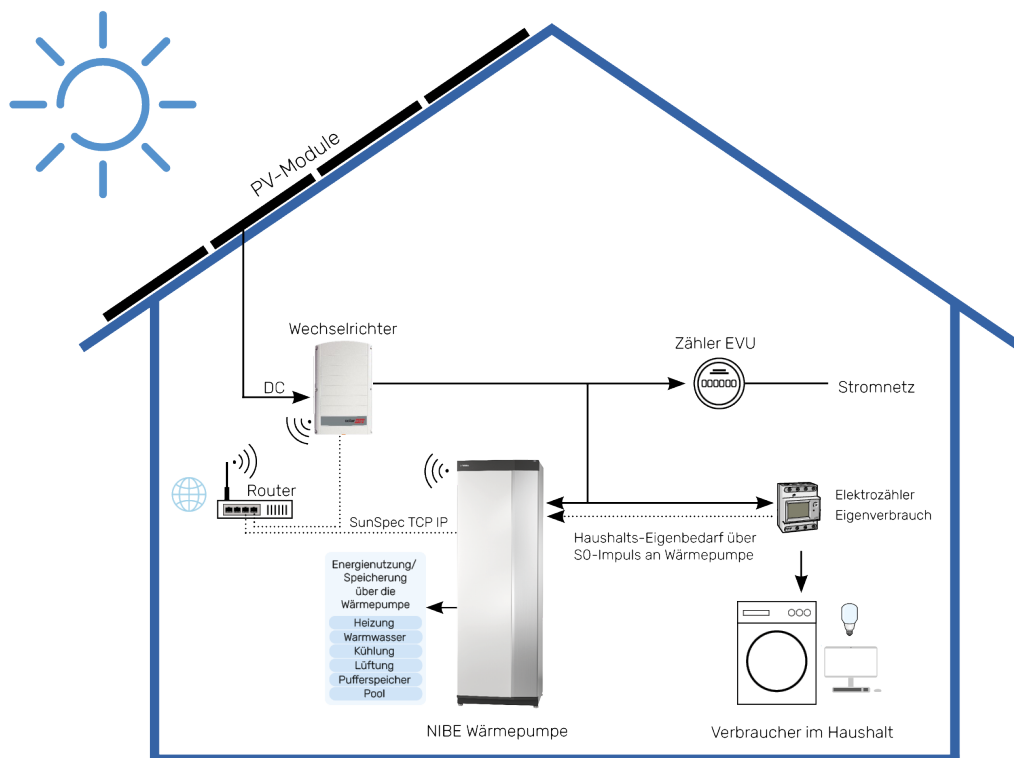 PV-Module
Wechselrichter
DC
Zähler EVU
Stromnetz
Router
SunSpec TCP IP
Elektrozähler
Eigenverbrauch
Haushalts-Eigenbedarf über
S0-Impuls an Wärmepumpe
Energienutzung/
Speicherung
über die
Wärmepumpe
Heizung
Warmwasser
Kühlung
Lüftung
Pufferspeicher
Pool
NIBE Wärmepumpe
Verbraucher im Haushalt